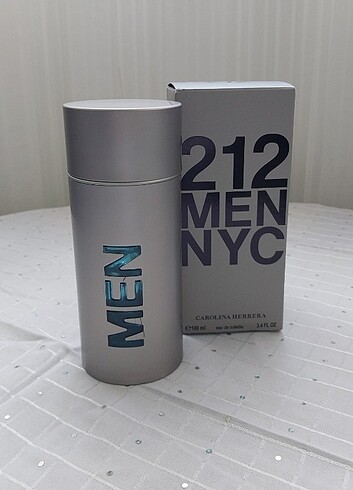 MEN
212
MEN
NYC
CAROLINA HERRERA
℮100 ml eau de toilette 3.4 FL.OZ